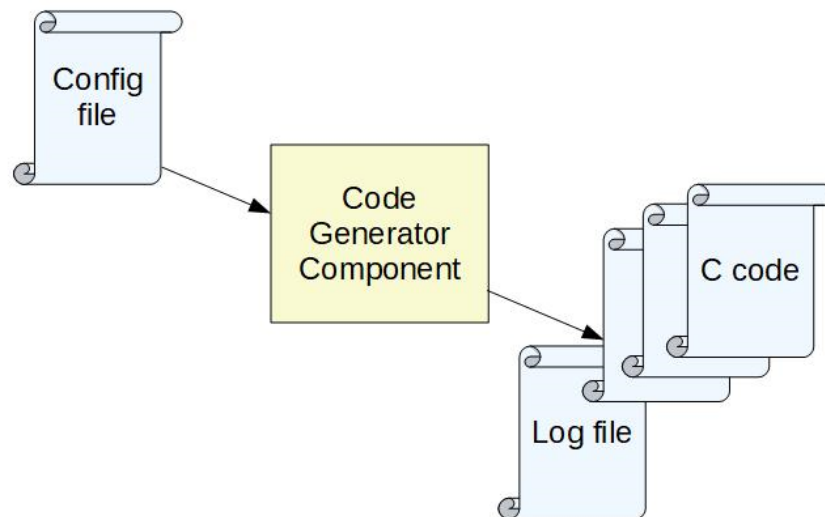 Config
file
Code
Generator
Component
C code
Log file